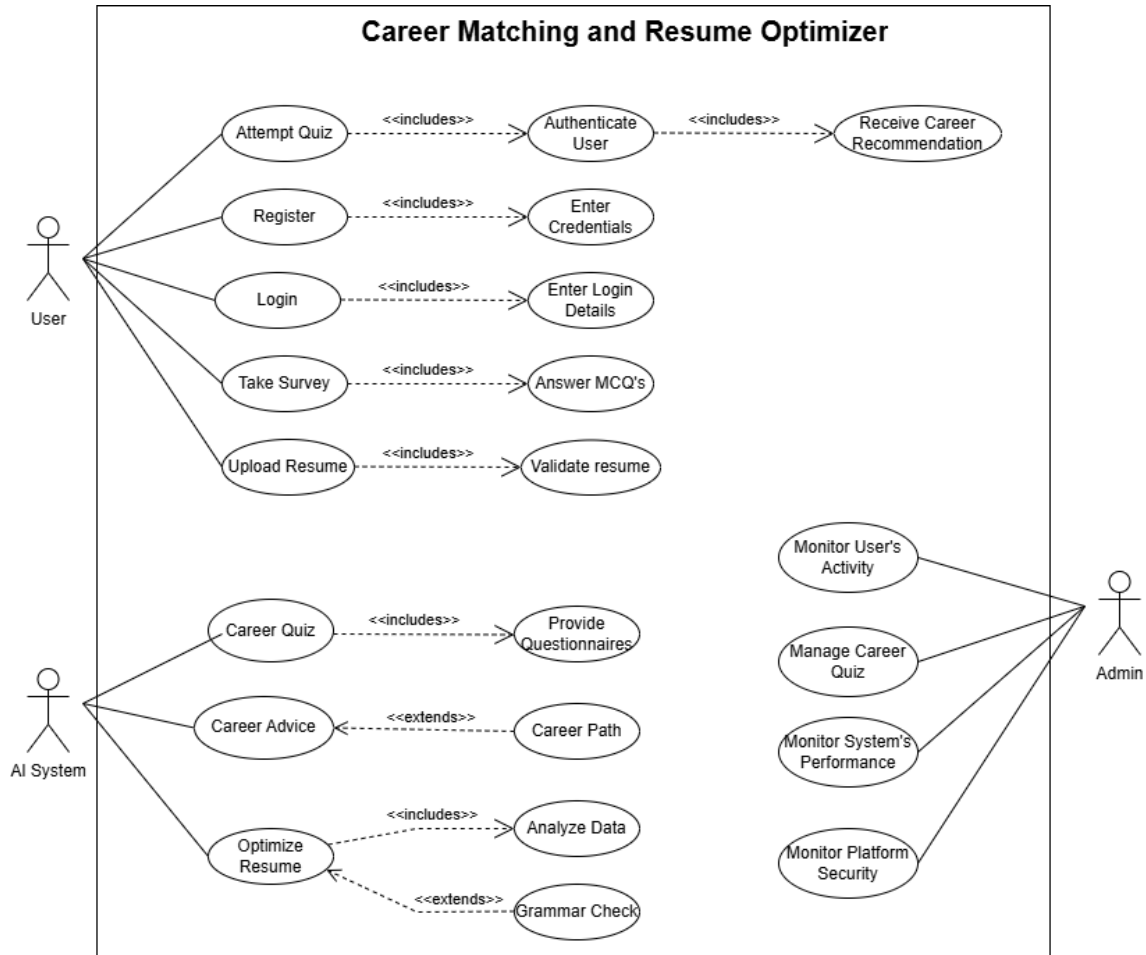 Career Matching and Resume Optimizer
Attempt Quiz
<<includes>>
Authenticate
User
<<includes>>
Receive Career
Recommendation
Register
<<includes>>
Enter
Credentials
Login
<<includes>>
Enter Login
Details
User
Take Survey
<<includes>>
Answer MCQ's
Upload Resume
<<includes>>
Validate resume
Monitor User's
Activity
Career Quiz
<<includes>>
Provide
Questionnaires
Manage Career
Quiz
Admin
Career Advice
<<extends>>
Career Path
Monitor System's
Performance
AI System
Optimize
Resume
<<includes>>
Analyze Data
Monitor Platform
Security
<<extends>>
Grammar Check